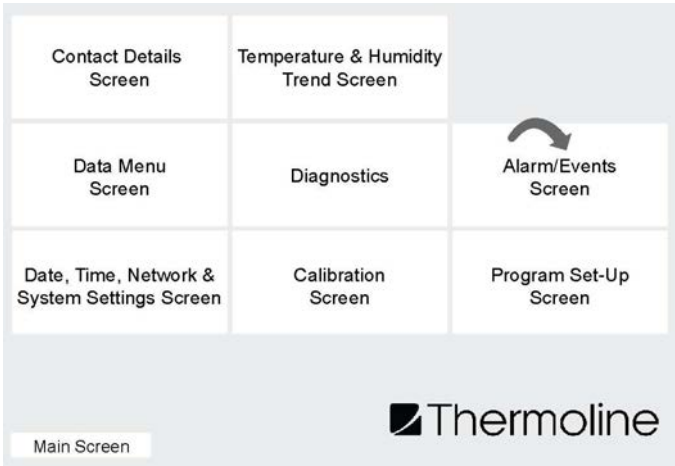 Contact Details
Screen
Temperature & Humidity
Trend Screen
Data Menu
Screen
Diagnostics
Alarm/Events
Screen
Date, Time, Network &
System Settings Screen
Calibration
Screen
Program Set-Up
Screen
Thermoline
Main Screen